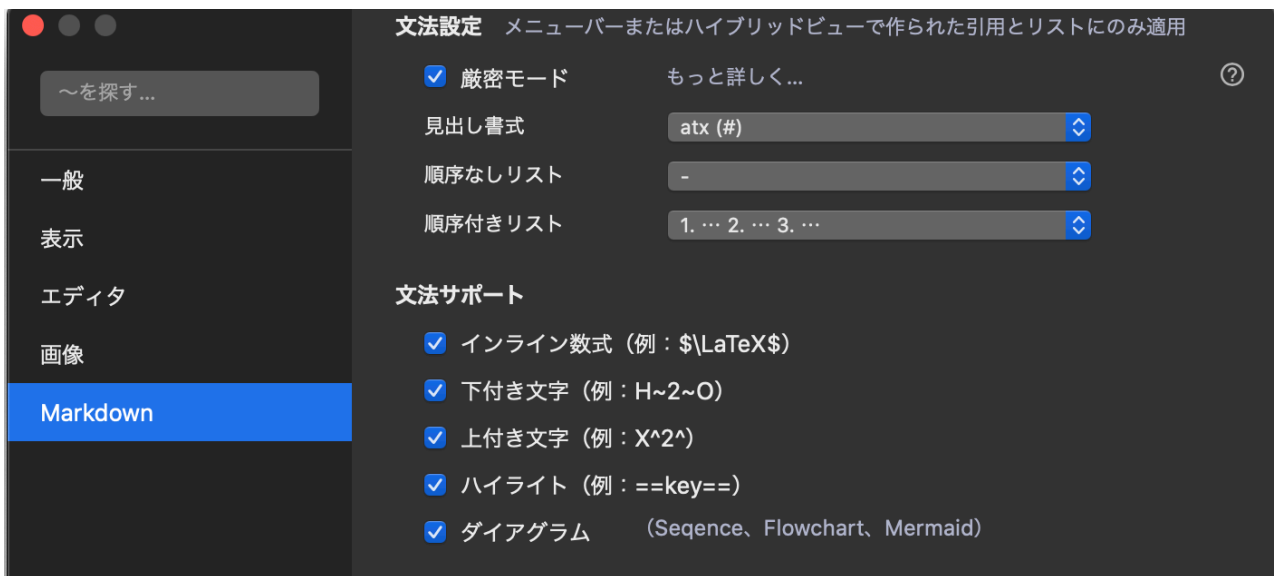 〜を探す...
一般
表示
エディタ
画像
Markdown
文法設定 メニューバーまたはハイブリッドビューで作られた引用とリストにのみ適用
厳密モード もっと詳しく...
見出し書式 atx (#)
順序なしリスト -
順序付きリスト 1. … 2. … 3. …
文法サポート
インライン数式（例：$\LaTeX$）
下付き文字（例：H~2~O）
上付き文字（例：X^2^）
ハイライト（例：==key==）
ダイアグラム （Seqence、Flowchart、Mermaid）